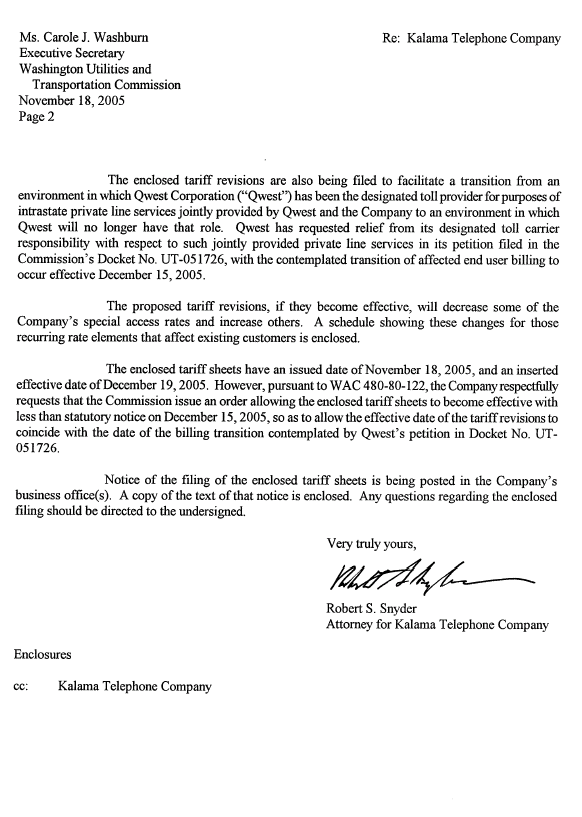 Ms. Carole J. Washburn
Re: Kalama Telephone Company
Executive Secretary
Washington Utilities and
Transportation Commission
November 18, 2005
Page 2
The enclosed tariff revisions are also being filed to facilitate a transition from an
environment in which Qwest Corporation (“Qwest”) has been the designated toll provider for purposes of
intrastate private line services jointly provided by Qwest and the Company to an environment in which
Qwest will no longer have that role. Qwest has requested relief from its designated toll carrier
responsibility with respect to such jointly provided private line services in its petition filed in the
Commission’s Docket No. UT-051726, with the contemplated transition of affected end user billing to
occur effective December 15, 2005.
The proposed tariff revisions, if they become effective, will decrease some of the
Company’s special access rates and increase others. A schedule showing these changes for those
recurring rate elements that affect existing customers is enclosed.
The enclosed tariff sheets have an issued date of November 18, 2005, and an inserted
effective date of December 19, 2005. However, pursuant to WAC 480-80-122, the Company respectfully
requests that the Commission issue an order allowing the enclosed tariff sheets to become effective with
less than statutory notice on December 15, 2005, so as to allow the effective date of the tariff revisions to
coincide with the date of the billing transition contemplated by Qwest’s petition in Docket No. UT-
051726.
Notice of the filing of the enclosed tariff sheets is being posted in the Company’s
business office(s). A copy of the text of that notice is enclosed. Any questions regarding the enclosed
filing should be directed to the undersigned.
Very truly yours,
Robert S. Snyder
Attorney for Kalama Telephone Company
Enclosures
cc: Kalama Telephone Company